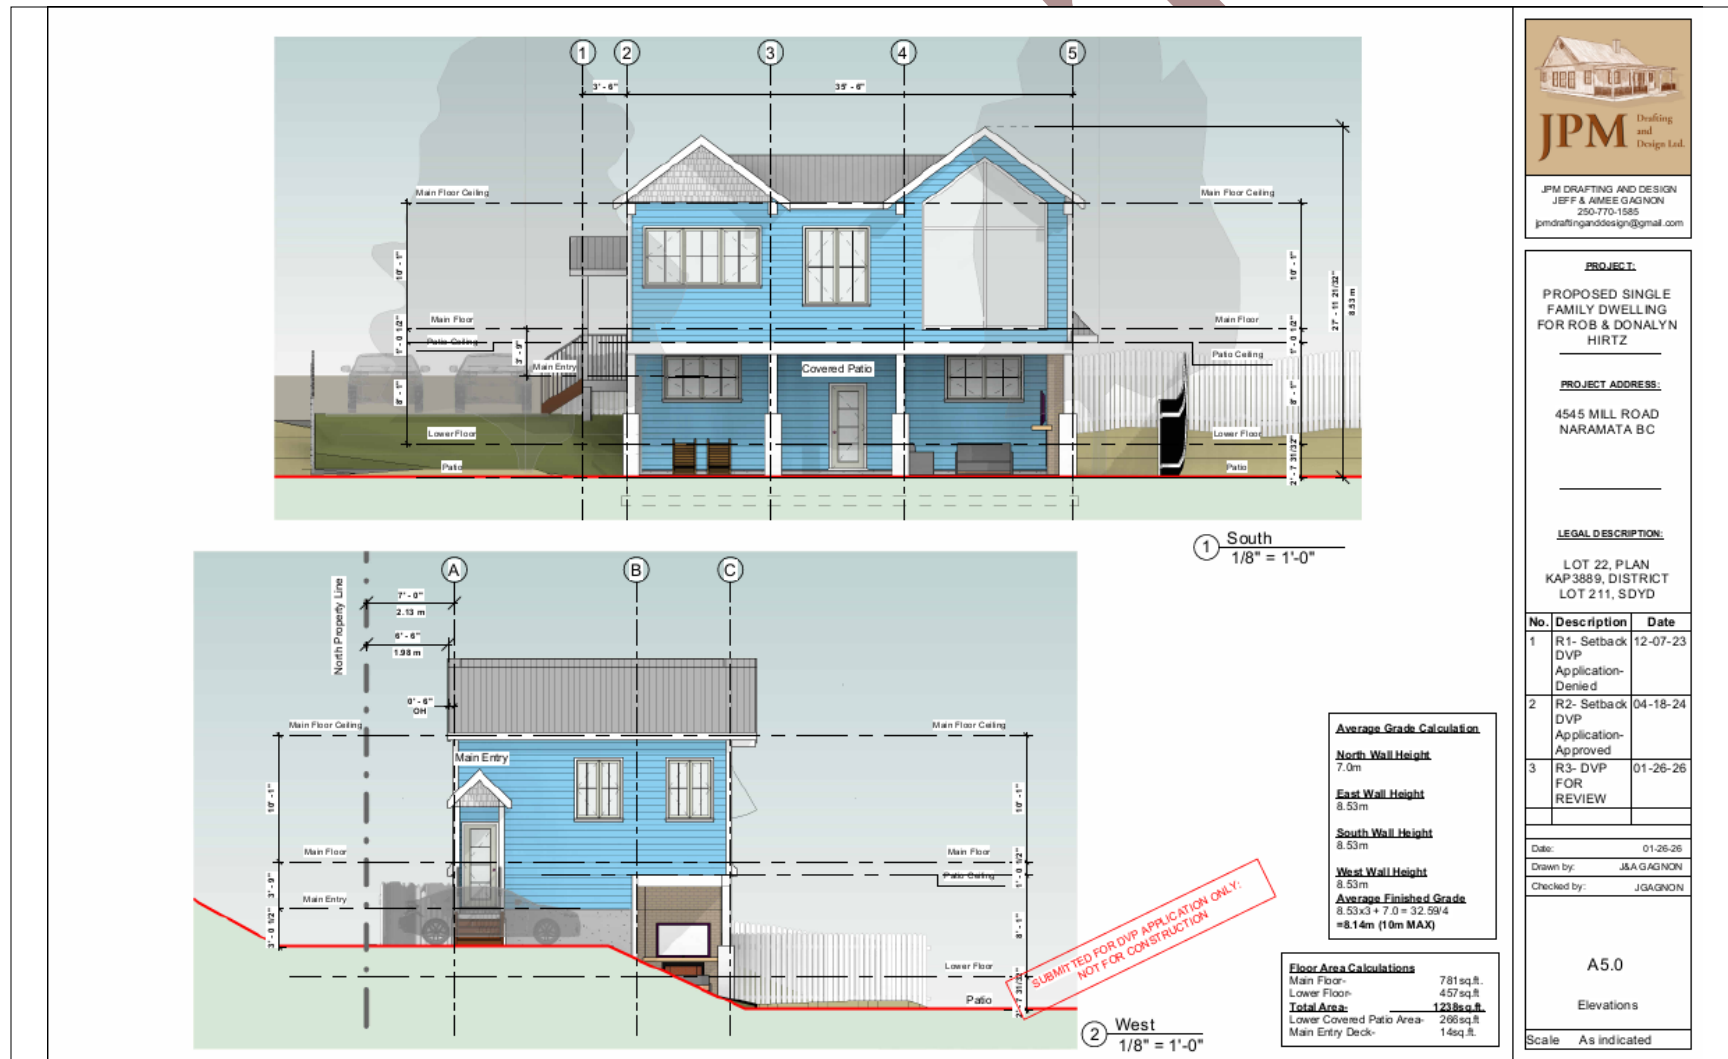 1
2
3
4
5
3' - 6"
35' - 6"
Main Floor Ceiling
Main Floor Ceiling
10' - 1"
10' - 1"
27' - 11 21/32"
8.53 m
Main Floor
Main Floor
1' - 0 1/2"
1' - 0 1/2"
Patio Ceiling
Patio Ceiling
3' - 9"
Main Entry
Covered Patio
8' - 1"
8' - 1"
Lower Floor
Lower Floor
Patio
Patio
2' - 7 31/32"
1
South
1/8" = 1'-0"
A
B
C
North Property Line
7' - 0"
2.13 m
6' - 6"
1.98 m
0' - 6"
OH
Main Floor Ceiling
Main Floor Ceiling
Main Entry
10' - 1"
10' - 1"
Main Floor
Main Floor
1' - 0 1/2"
Patio Ceiling
3' - 9"
Main Entry
3' - 0 1/2"
8' - 1"
Lower Floor
Patio
2' - 7 31/32"
2
West
1/8" = 1'-0"
SUBMITTED FOR DVP APPLICATION ONLY:
NOT FOR CONSTRUCTION
Average Grade Calculation
North Wall Height
7.0m
East Wall Height
8.53m
South Wall Height
8.53m
West Wall Height
8.53m
Average Finished Grade
8.53x3 + 7.0 = 32.59/4
=8.14m (10m MAX)
Floor Area Calculations
Main Floor- 781sq.ft.
Lower Floor- 457sq.ft
Total Area- 1238sq.ft.
Lower Covered Patio Area- 266sq.ft
Main Entry Deck- 14sq.ft.
JPM
Drafting
and
Design Ltd.
JPM DRAFTING AND DESIGN
JEFF & AIMEE GAGNON
250-770-1585
jpmdraftinganddesign@gmail.com
PROJECT:
PROPOSED SINGLE
FAMILY DWELLING
FOR ROB & DONALYN
HIRTZ
PROJECT ADDRESS:
4545 MILL ROAD
NARAMATA BC
LEGAL DESCRIPTION:
LOT 22, PLAN
KAP3889, DISTRICT
LOT 211, SDYD
No. Description Date
1 R1- Setback 12-07-23
DVP
Application-
Denied
2 R2- Setback 04-18-24
DVP
Application-
Approved
3 R3- DVP 01-26-26
FOR
REVIEW
Date: 01-26-26
Drawn by: J&A GAGNON
Checked by: JGAGNON
A5.0
Elevations
Scale As indicated